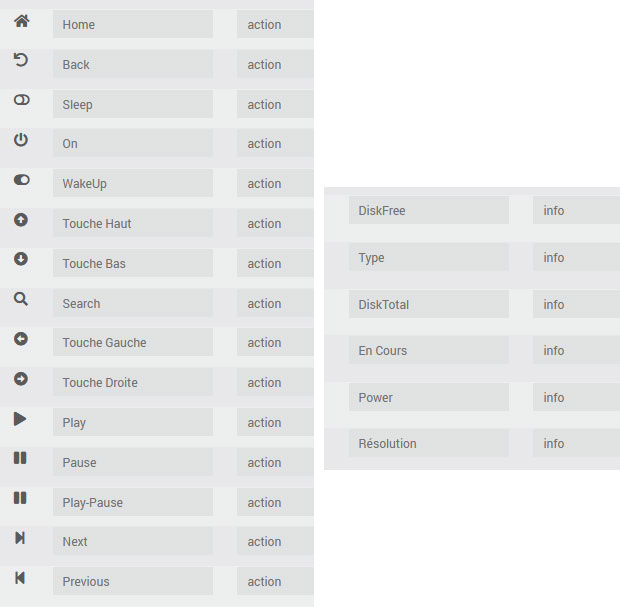 Home action
Back action
Sleep action
On action
WakeUp action
Touche Haut action
Touche Bas action
Search action
Touche Gauche action
Touche Droite action
Play action
Pause action
Play-Pause action
Next action
Previous action
DiskFree info
Type info
DiskTotal info
En Cours info
Power info
Résolution info